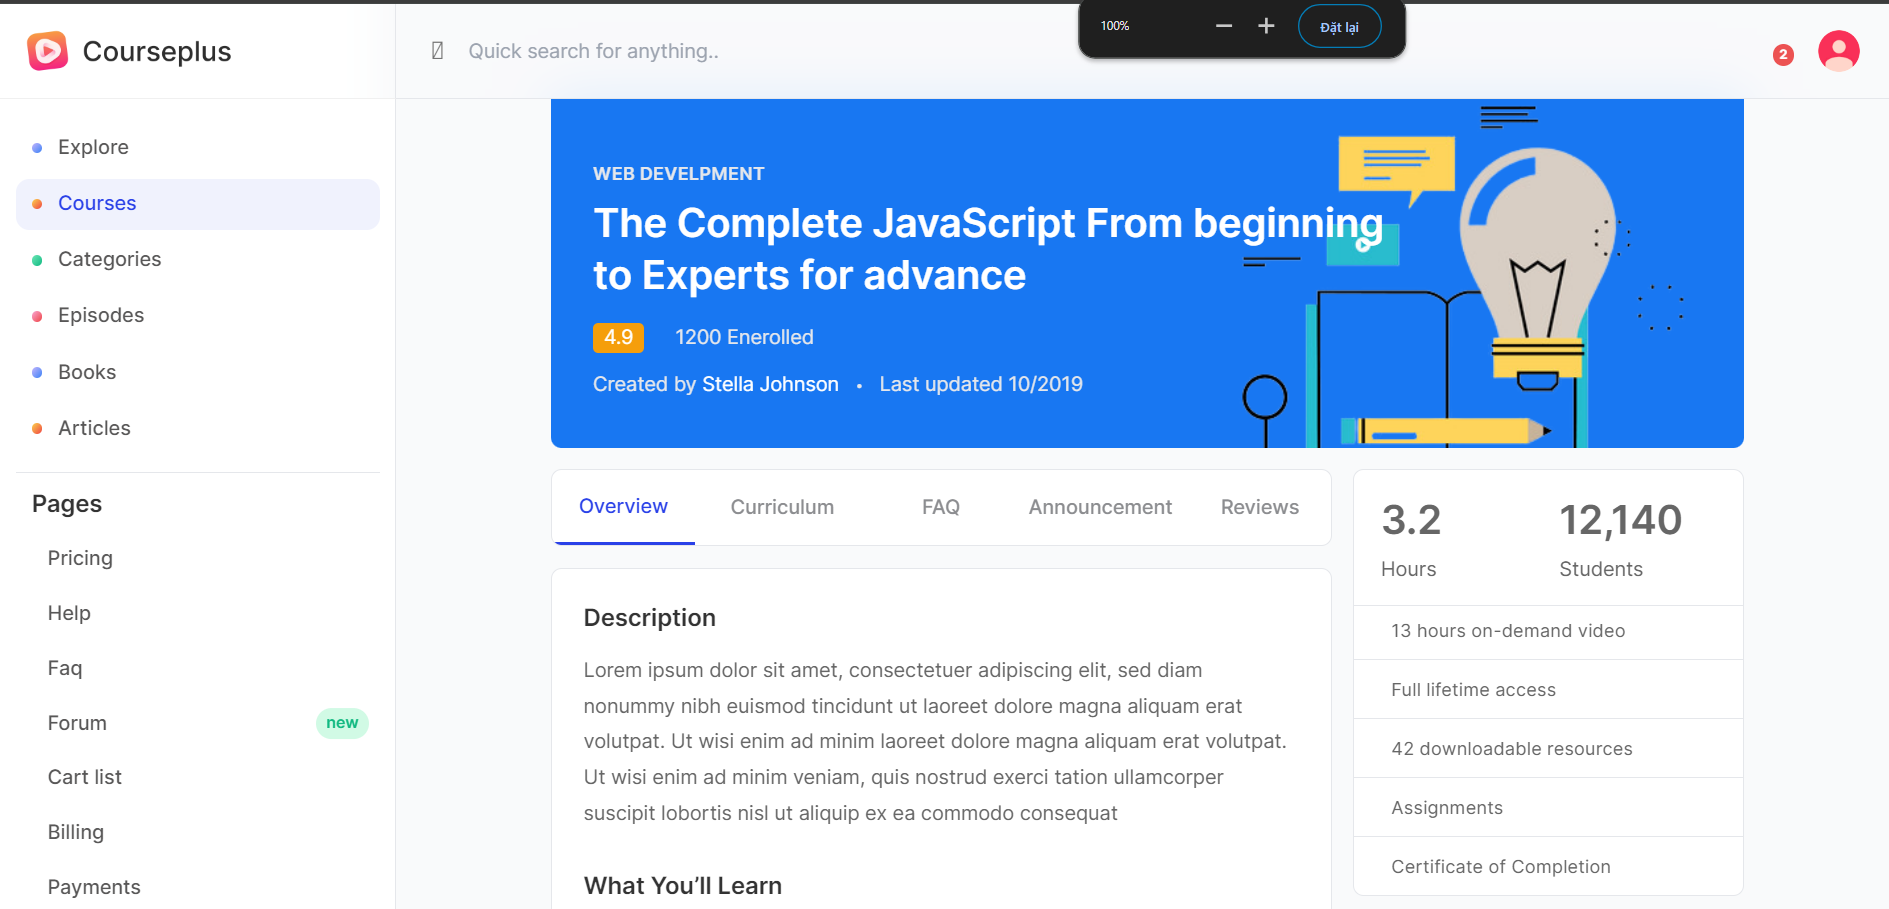 Courseplus
Quick search for anything..
100%
Đặt lại
2
Explore
Courses
Categories
Episodes
Books
Articles
Pages
Pricing
Help
Faq
Forum new
Cart list
Billing
Payments
WEB DEVELPMENT
The Complete JavaScript From beginning
to Experts for advance
4.9 1200 Enerolled
Created by Stella Johnson • Last updated 10/2019
Overview Curriculum FAQ Announcement Reviews
Description
Lorem ipsum dolor sit amet, consectetuer adipiscing elit, sed diam
nonummy nibh euismod tincidunt ut laoreet dolore magna aliquam erat
volutpat. Ut wisi enim ad minim laoreet dolore magna aliquam erat volutpat.
Ut wisi enim ad minim veniam, quis nostrud exerci tation ullamcorper
suscipit lobortis nisl ut aliquip ex ea commodo consequat
What You’ll Learn
3.2 12,140
Hours Students
13 hours on-demand video
Full lifetime access
42 downloadable resources
Assignments
Certificate of Completion